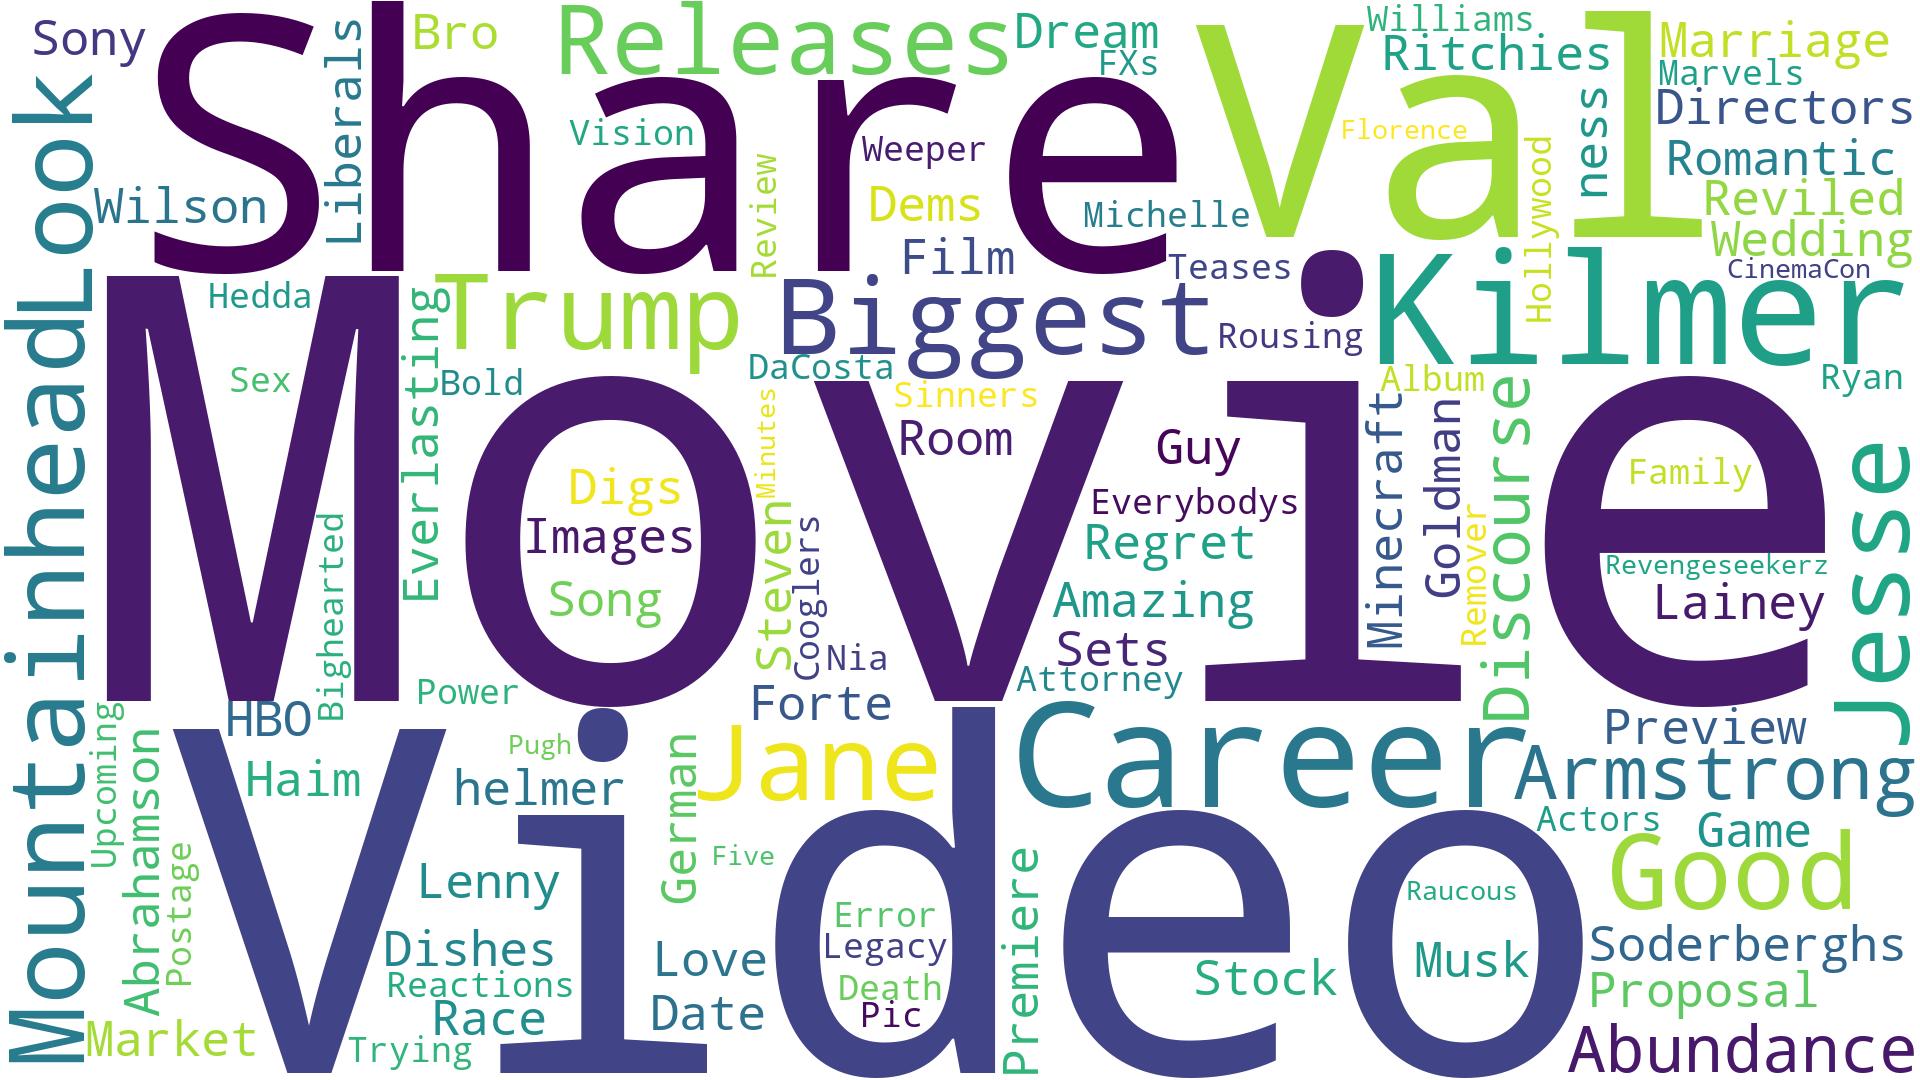 Share
Val
Movie
Video
Sony
Liberals
Bro
Releases
Dream
FXs
Williams
Ritchies
Marriage
Marvels
Directors
Romantic
Reviled
Wedding
CinemaCon
ness
Florence
Hollywood
Vision
Weeper
Review
Dems
Michelle
Film
Teases
Wilson
Look
Hedda
Trump
Biggest
Rousing
Kilmer
Ryan
Album
Sex
Everlasting
Bold
DaCosta
Sinners
Minutes
Room
Guy
Minecraft
Goldman
Discourse
Family
Jesse
Digs
Images
Song
Everybodys
Regret
Amazing
Remover
Revengeseekerz
Lainey
Steven
Cooglers
Nia
Sets
Attorney
Mountainhead
Bighearted
Power
Forte
HBO
Preview
Upcoming
Abrahamson
Haim
Pugh
helmer
German
Jane
Career
Armstrong
Actors
Game
Good
Postage
Lenny
Five
Error
Legacy
Death
Pic
Premiere
Raucous
Musk
Stock
Soderberghs
Proposal
Abundance
Dishes
Reactions
Race
Love
Date
Market
Trying